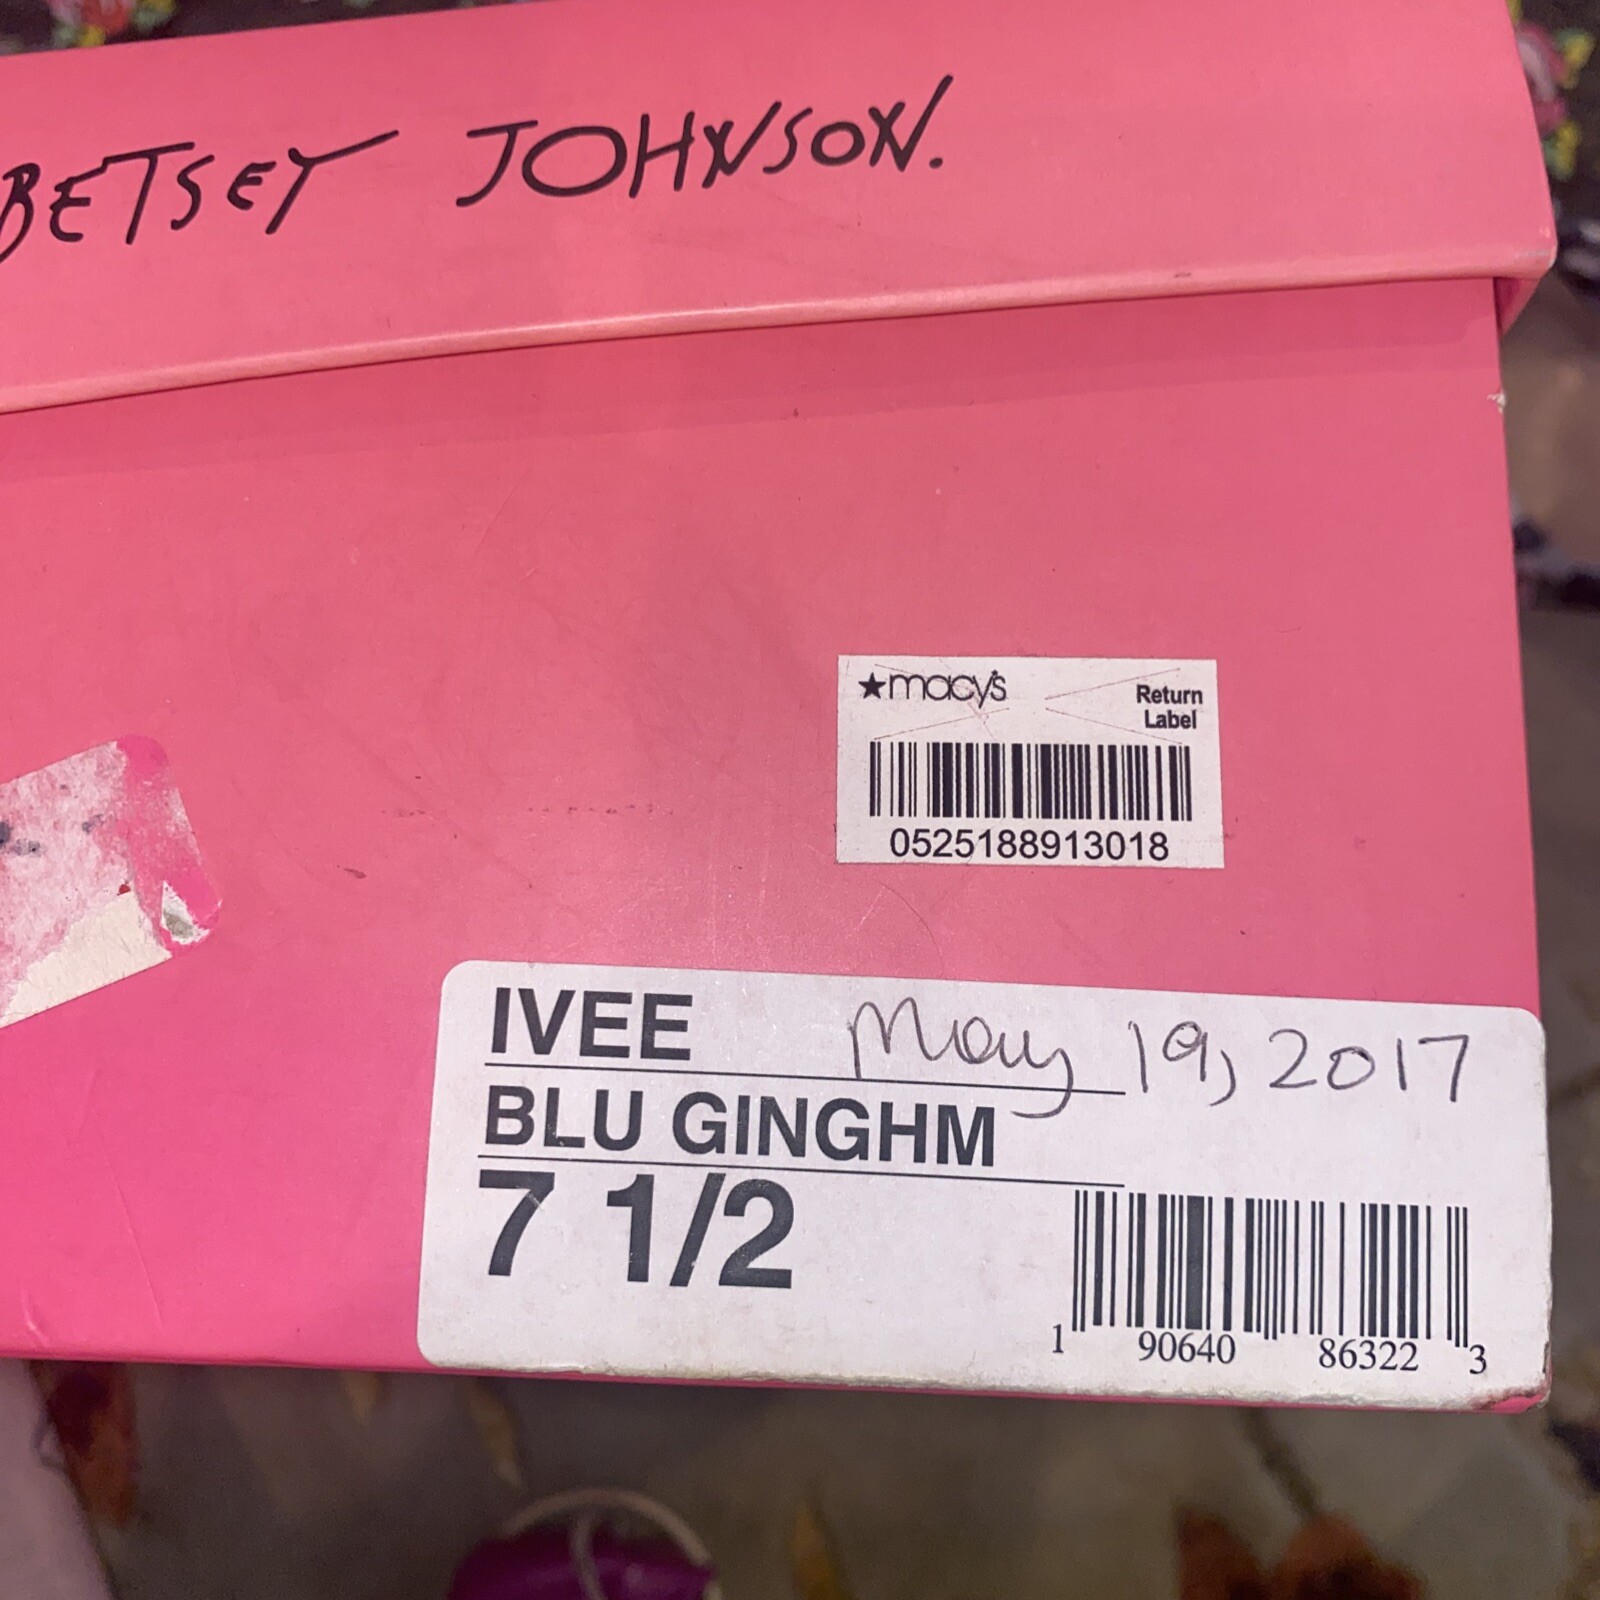 BETSEY JOHNSON.
★macy's
Return
Label
0525188913018
IVEE May 19, 2017
BLU GINGHM
7 1/2
1 90640 86322 3